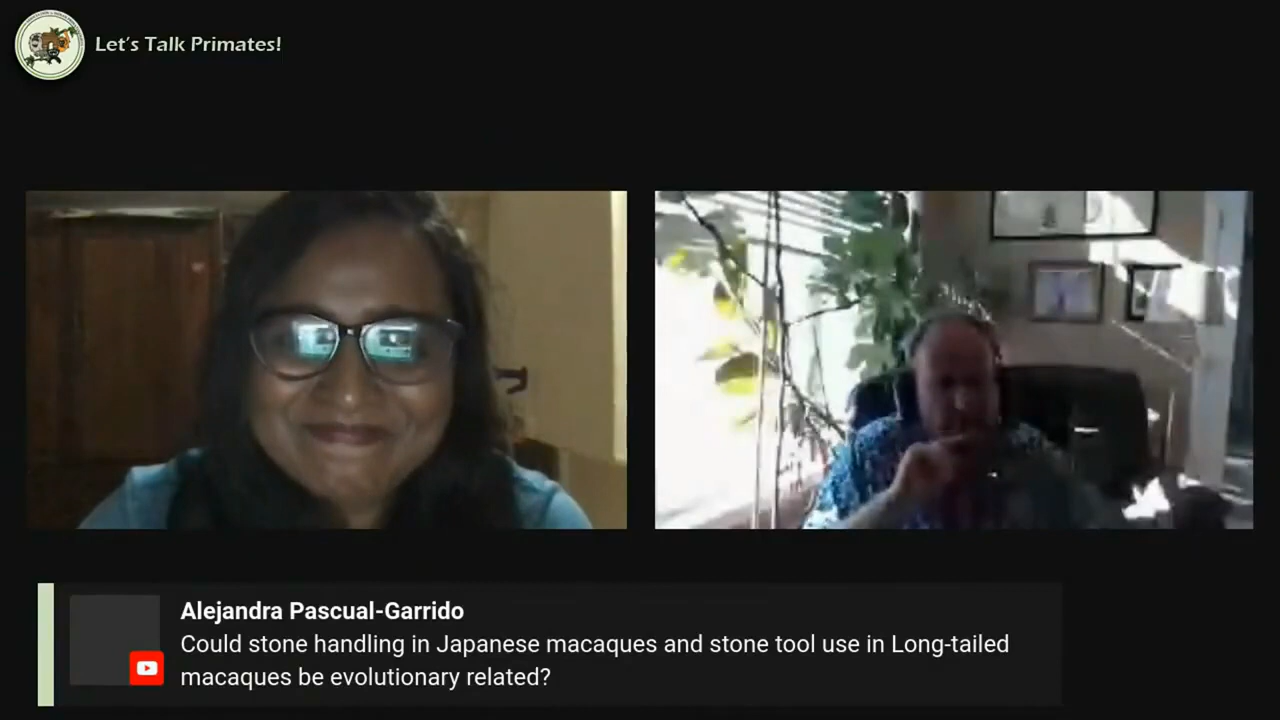 Let's Talk Primates!
Alejandra Pascual-Garrido
Could stone handling in Japanese macaques and stone tool use in Long-tailed
macaques be evolutionary related?